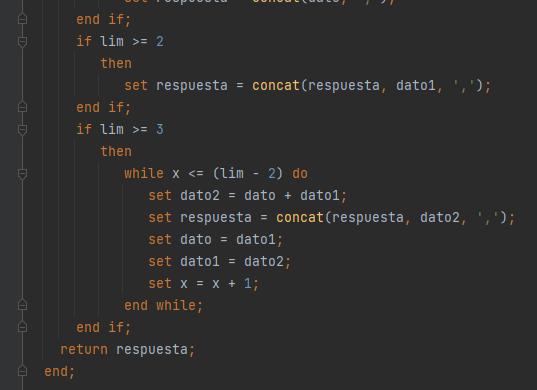 set respuesta = concat(dato, ',');
end if;
if lim >= 2
then
set respuesta = concat(respuesta, dato1, ',');
end if;
if lim >= 3
then
while x <= (lim - 2) do
set dato2 = dato + dato1;
set respuesta = concat(respuesta, dato2, ',');
set dato = dato1;
set dato1 = dato2;
set x = x + 1;
end while;
end if;
return respuesta;
end;